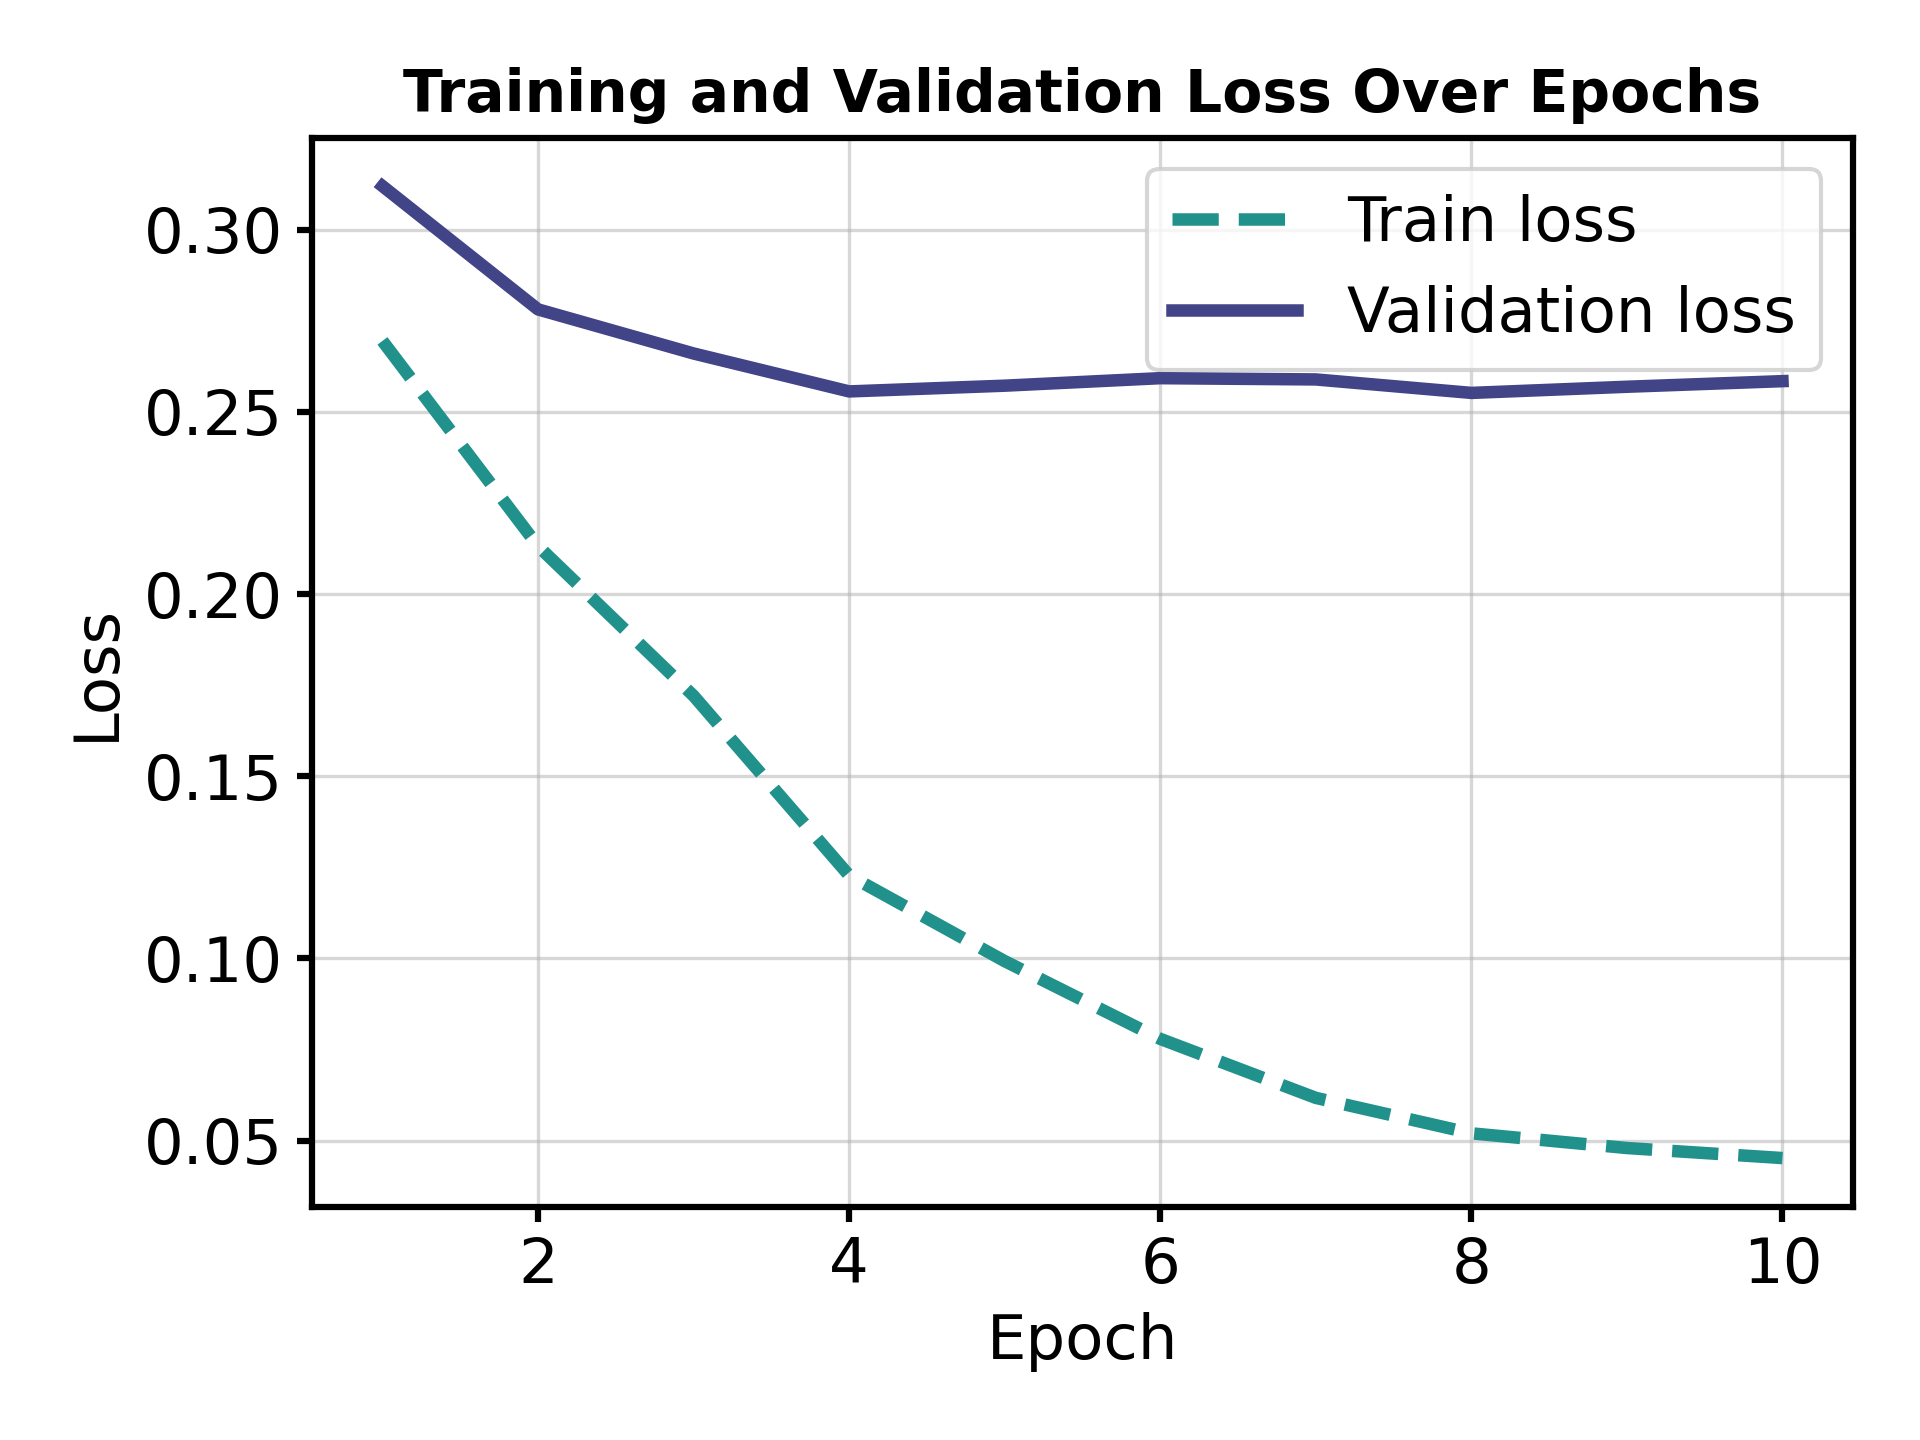 Training and Validation Loss Over Epochs
Train loss
Validation loss
0.30
0.25
0.20
0.15
0.10
0.05
Loss
2 4 6 8 10
Epoch